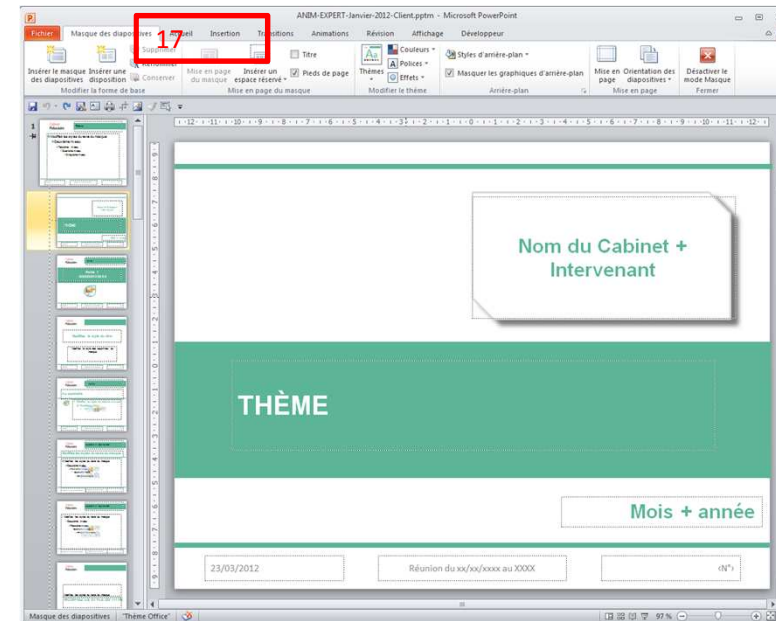 ANIM-EXPERT-Janvier-2012-Client.pptm - Microsoft PowerPoint
Fichier Masque des diapositives Accueil Insertion Transitions Animations Révision Affichage Développeur
17
Insérer le masque des diapositives
Insérer une disposition
Supprimer
Renommer
Conserver
Mise en page du masque
Insérer un espace réservé
Titre
Pieds de page
Thèmes
Couleurs
Polices
Effets
Styles d'arrière-plan
Masquer les graphiques d'arrière-plan
Mise en page
Orientation des diapositives
Désactiver le mode Masque
Modifier la forme de base Mise en page du masque Modifier le thème Arrière-plan Mise en page Fermer
1
THÈME
Nom du Cabinet +
Intervenant
THÈME
Mois + année
23/03/2012 Réunion du xx/xx/xxxx au XXXX ‹N°›
Masque des diapositives "Thème Office" 97 %